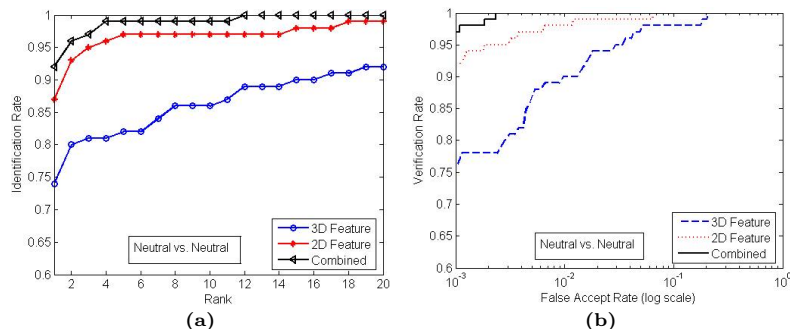 1
0.95
0.9
0.85
0.8
0.75
0.7
0.65
0.6
Identification Rate
2 4 6 8 10 12 14 16 18 20
Rank
Neutral vs. Neutral
3D Feature
2D Feature
Combined
(a)
1
0.95
0.9
0.85
0.8
0.75
0.7
0.65
0.6
Verification Rate
10-3 10-2 10-1 100
False Accept Rate (log scale)
Neutral vs. Neutral
3D Feature
2D Feature
Combined
(b)